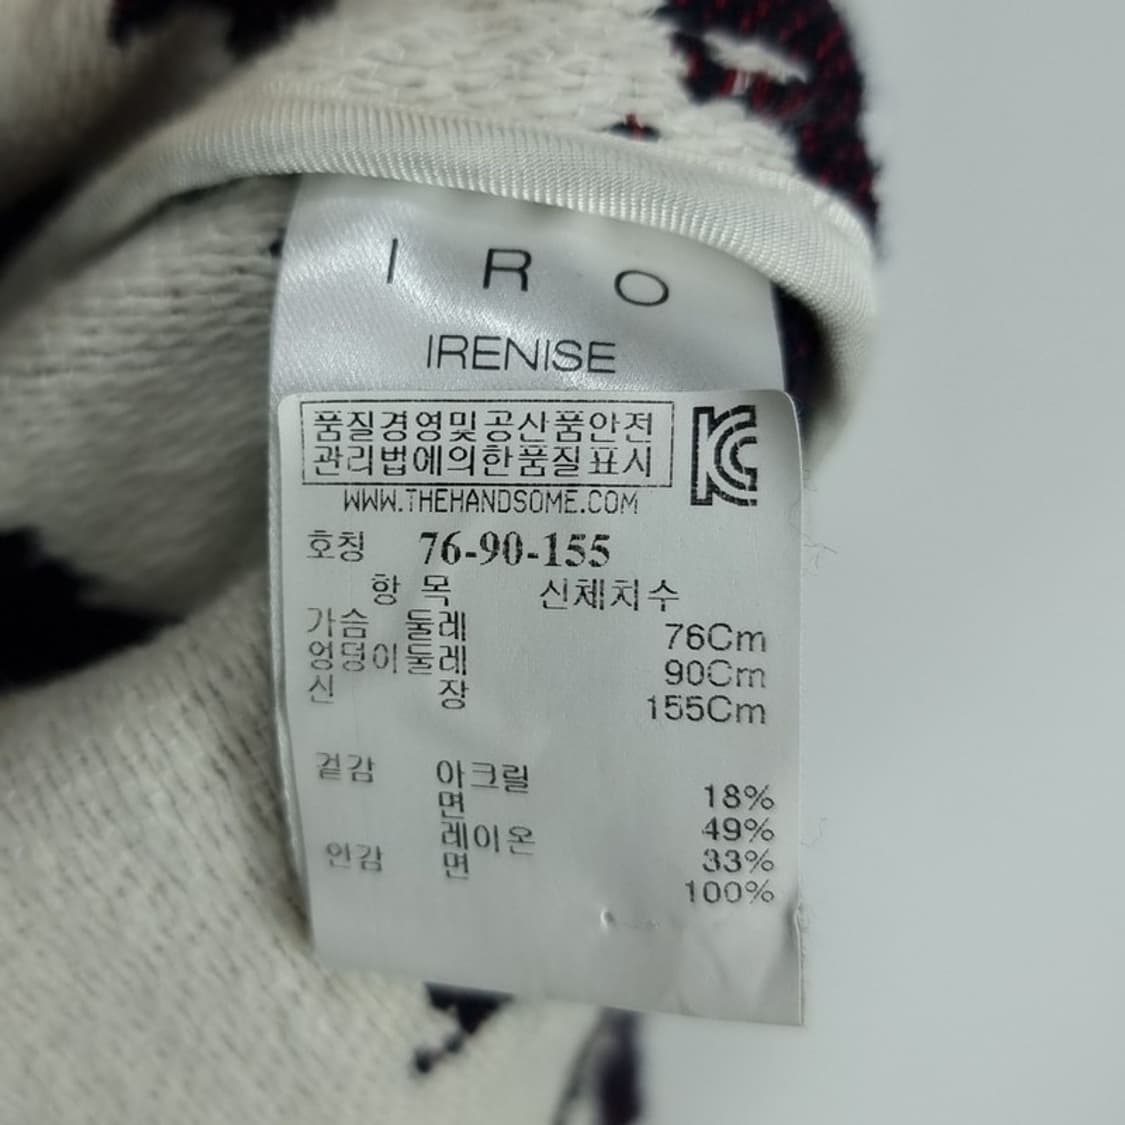 I R O
IRENISE
품질경영및공산품안전
관리법에의한품질표시
WWW.THEHANDSOME.COM
호칭 76-90-155
항 목 신체치수
가슴 둘레 76Cm
엉덩이둘레 90Cm
신 장 155Cm
겉감 아크릴 18%
면 49%
레이온 33%
안감 면 100%